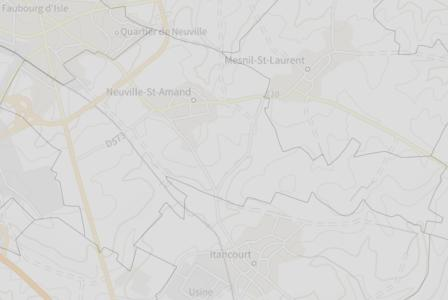 Faubourg d'Isle
Quartier de Neuville
Mesnil-St-Laurent
Neuville-St-Amand
D573
Itancourt
Usine